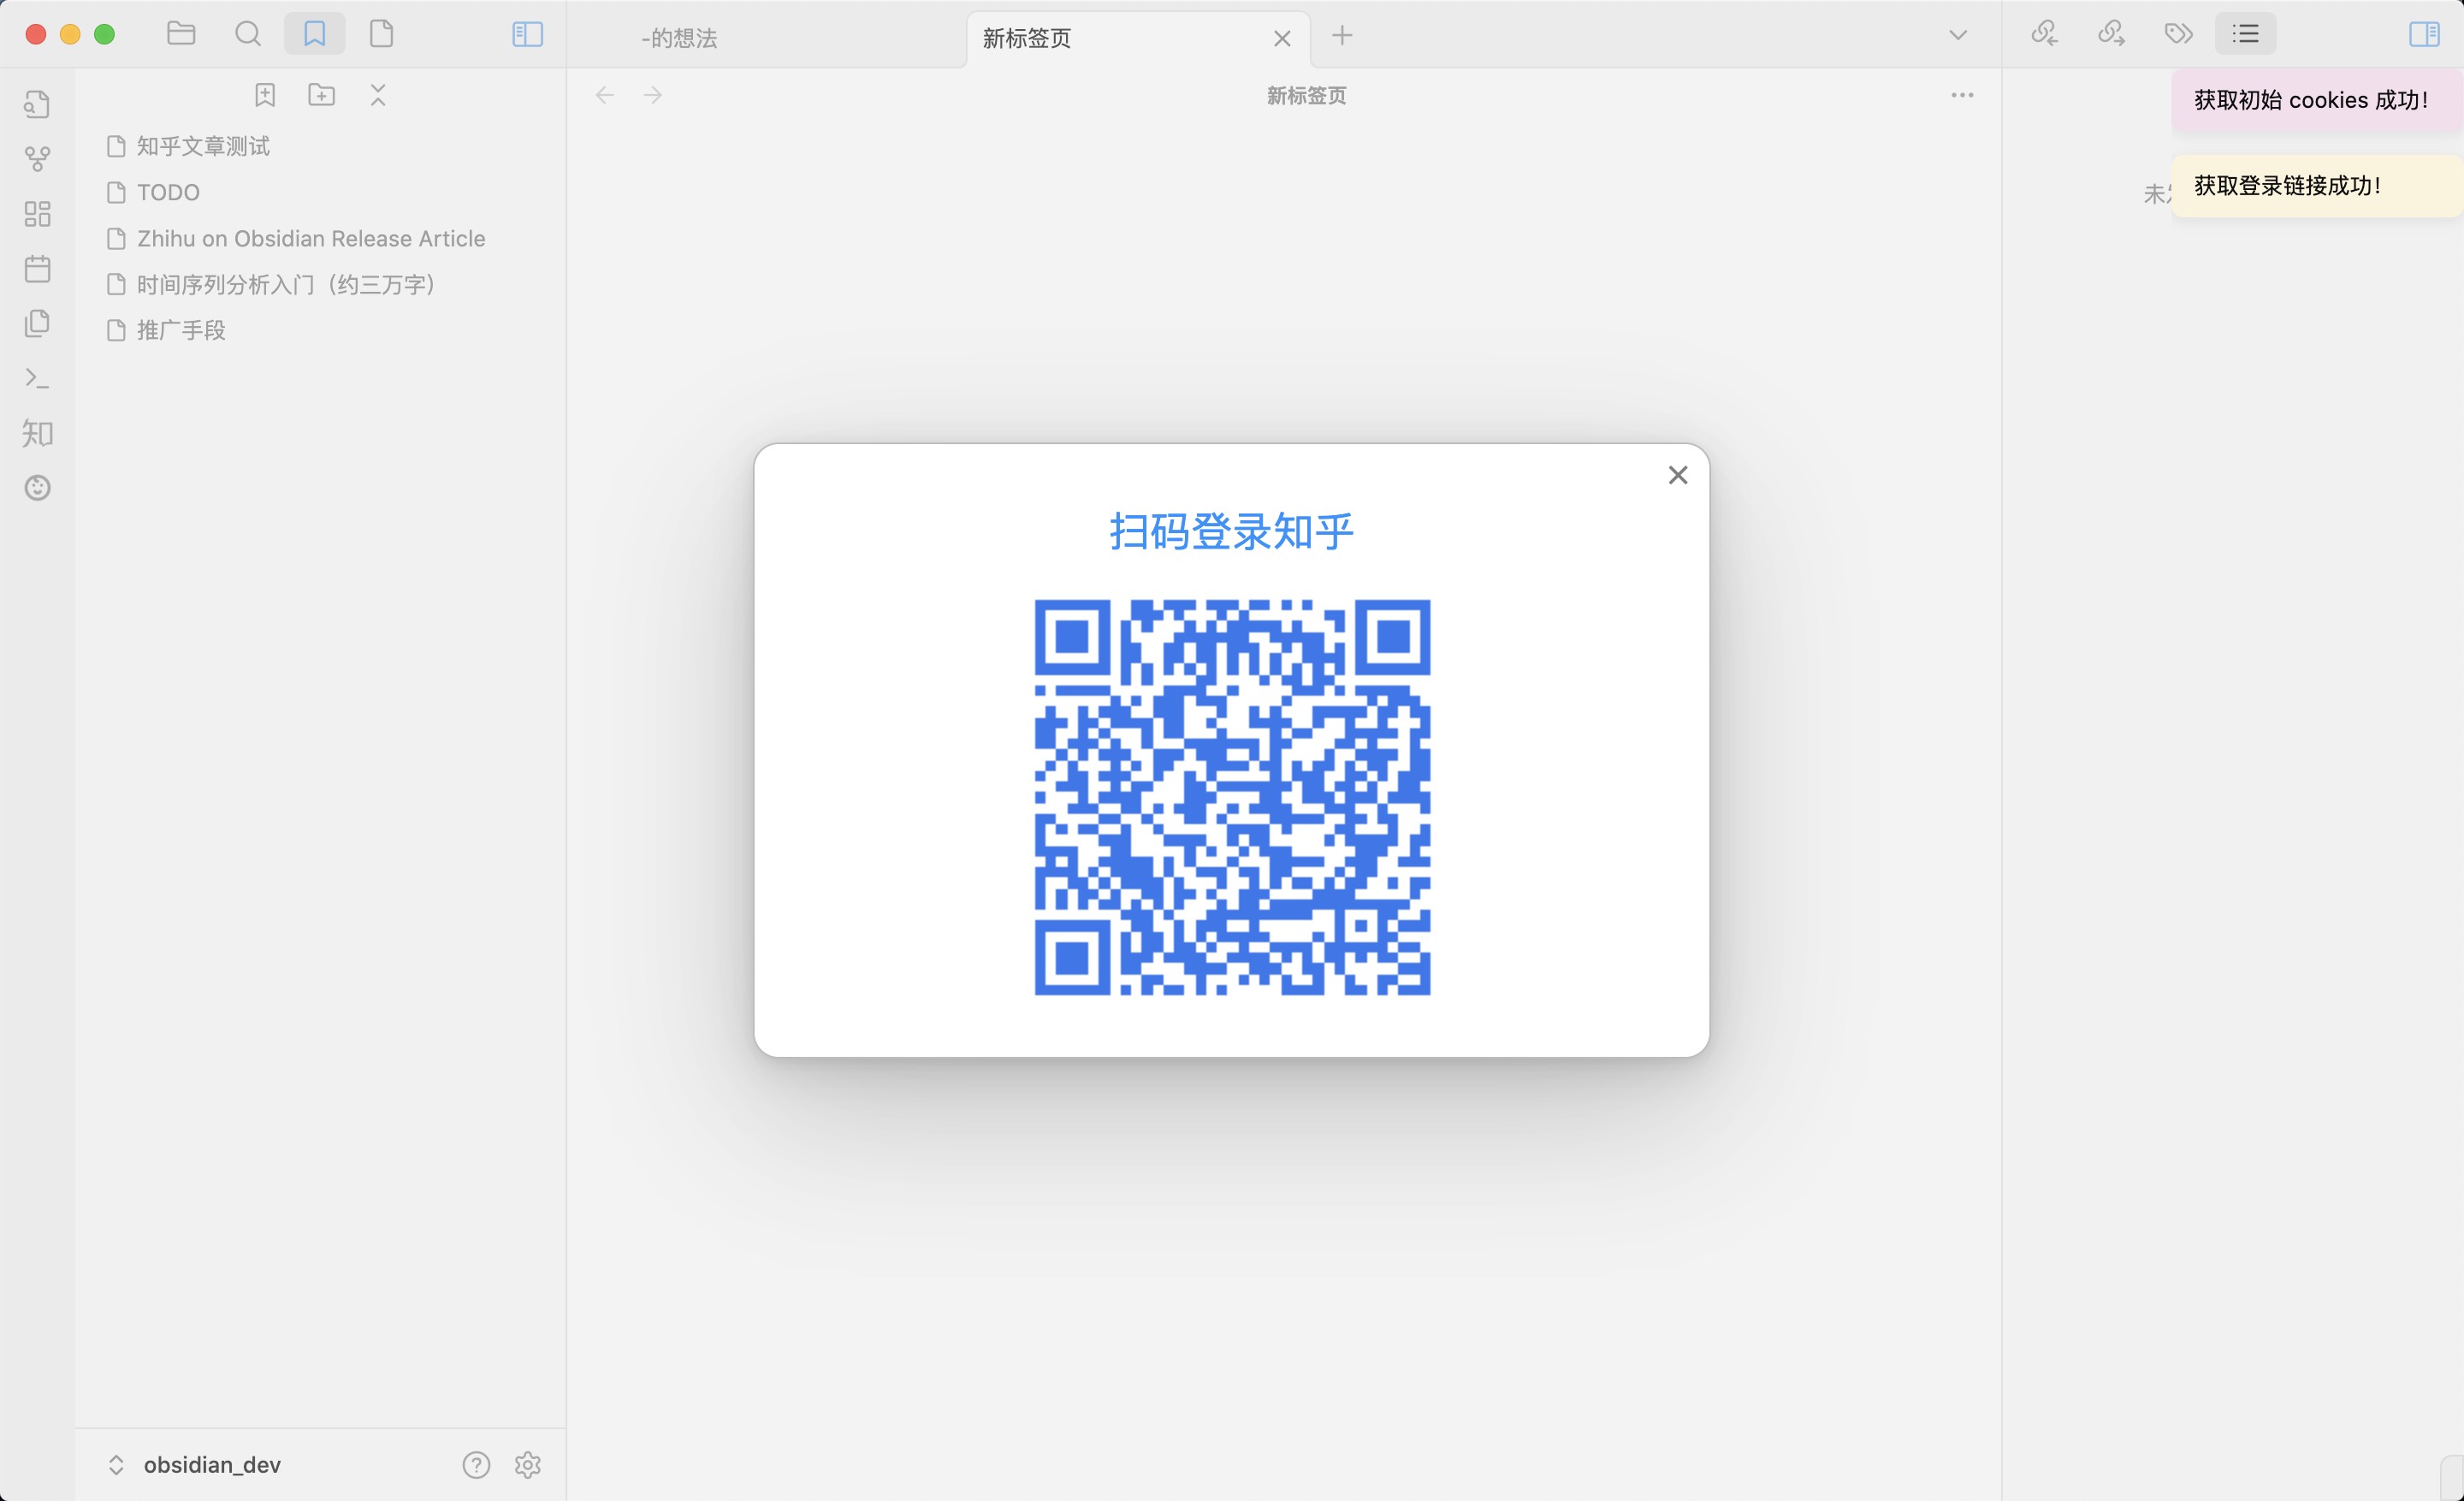 -的想法
新标签页
新标签页
知乎文章测试
TODO
Zhihu on Obsidian Release Article
时间序列分析入门（约三万字）
推广手段
知
扫码登录知乎
获取初始 cookies 成功！
未
获取登录链接成功！
obsidian_dev